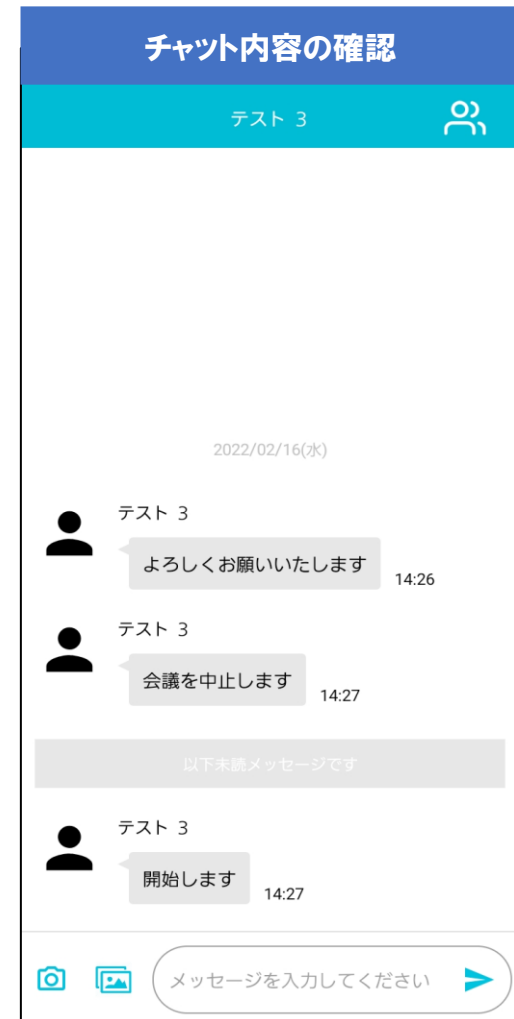 チャット内容の確認
テスト 3
2022/02/16(水)
テスト 3
よろしくお願いいたします
14:26
テスト 3
会議を中止します
14:27
以下未読メッセージです
テスト 3
開始します
14:27
メッセージを入力してください